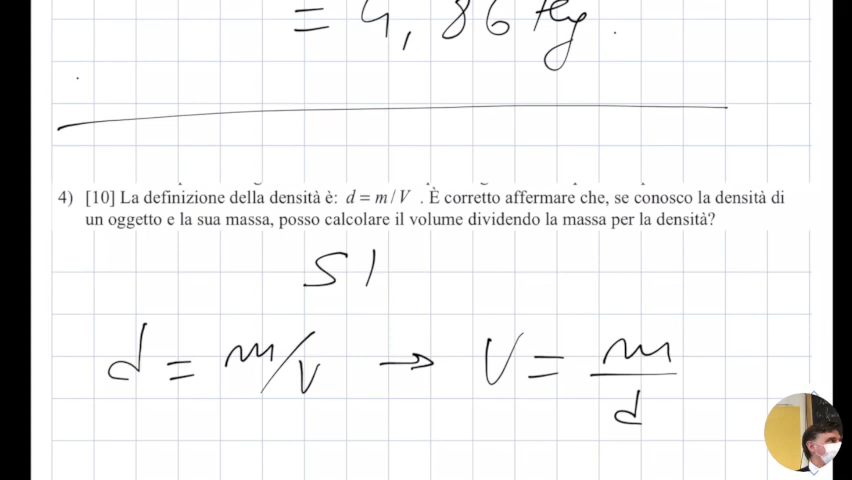 = 4,86 Kg.
4) [10] La definizione della densità è: d = m/V . È corretto affermare che, se conosco la densità di
un oggetto e la sua massa, posso calcolare il volume dividendo la massa per la densità?
SI
d = m/V → V = m/d